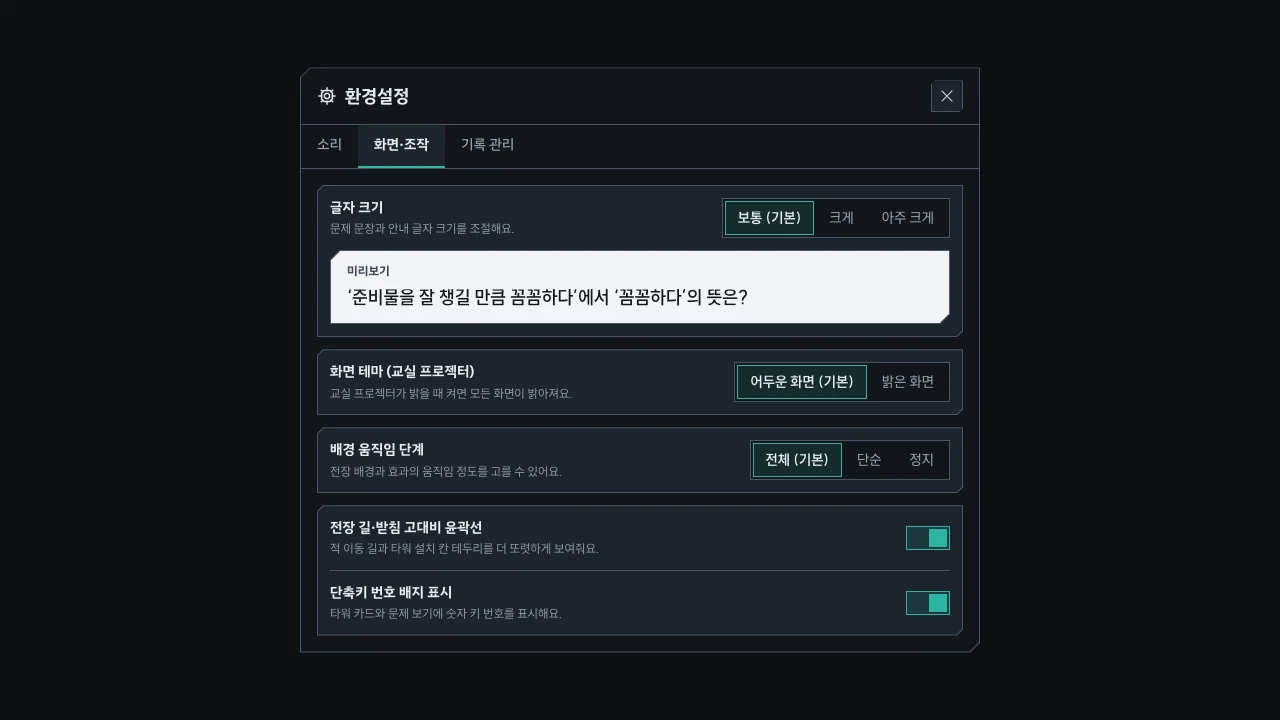 환경설정
소리
화면·조작
기록 관리
글자 크기
문제 문장과 안내 글자 크기를 조절해요.
보통 (기본)
크게
아주 크게
미리보기
‘준비물을 잘 챙길 만큼 꼼꼼하다’에서 ‘꼼꼼하다’의 뜻은?
화면 테마 (교실 프로젝터)
교실 프로젝터가 밝을 때 켜면 모든 화면이 밝아져요.
어두운 화면 (기본)
밝은 화면
배경 움직임 단계
전장 배경과 효과의 움직임 정도를 고를 수 있어요.
전체 (기본)
단순
정지
전장 길·받침 고대비 윤곽선
적 이동 길과 타워 설치 칸 테두리를 더 또렷하게 보여줘요.
단축키 번호 배지 표시
타워 카드와 문제 보기에 숫자 키 번호를 표시해요.